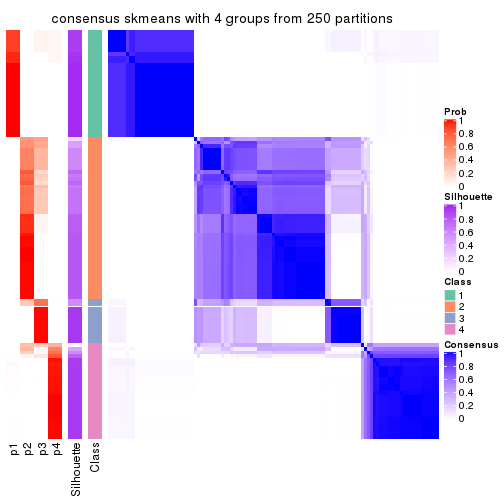 consensus skmeans with 4 groups from 250 partitions
Prob
1
0.8
0.6
0.4
0.2
0
Silhouette
1
0.8
0.6
0.4
0.2
0
Class
1
2
3
4
Consensus
1
0.8
0.6
0.4
0.2
0
p1
p2
p3
p4
Silhouette
Class